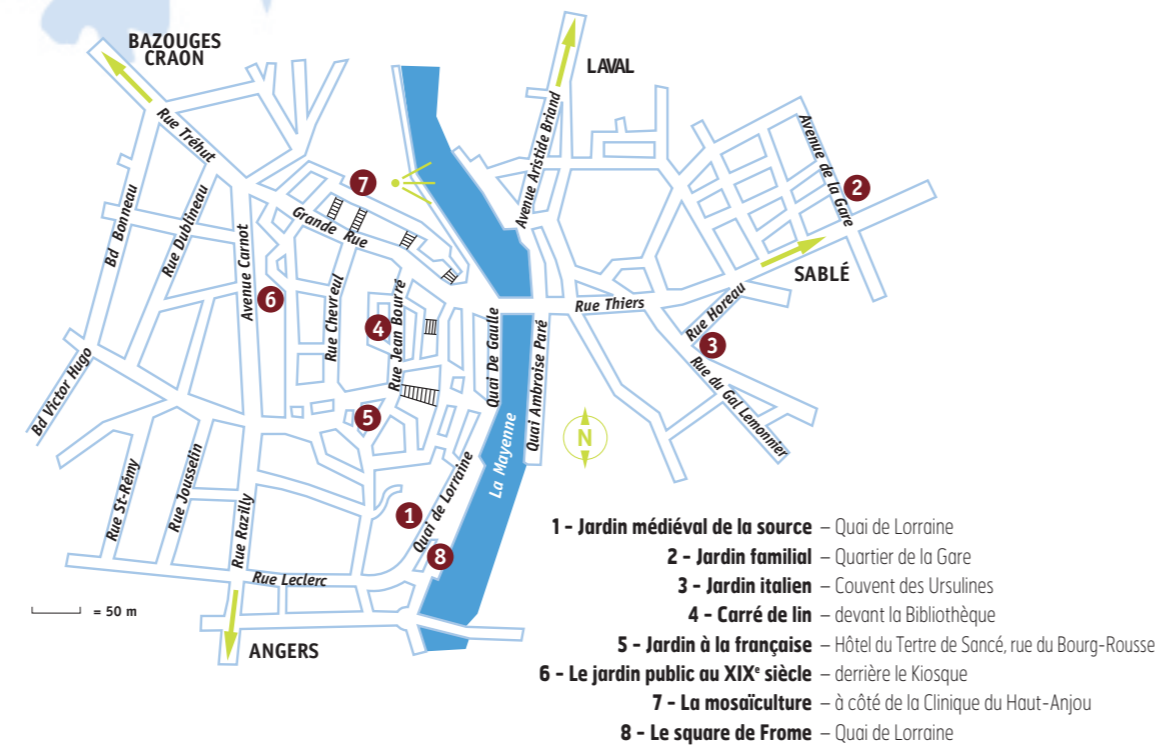 BAZOUGES
CRAON
LAVAL
Rue Tréhut
Avenue Aristide Briand
Avenue de la Gare
7
2
Bd Bonneau
Rue Dublineau
Grande Rue
Avenue Carnot
SABLÉ
6
Rue Chevreul
Rue Jean Bourré
4
Quai De Gaulle
Quai Ambroise Paré
Rue Thiers
Rue Horeau
3
Rue du Gal Lemonnier
Bd Victor Hugo
5
N
La Mayenne
Rue St-Rémy
Rue Jousselin
Rue Razilly
1
Quai de Lorraine
8
Rue Leclerc
= 50 m
ANGERS
1 - Jardin médiéval de la source – Quai de Lorraine
2 - Jardin familial – Quartier de la Gare
3 - Jardin italien – Couvent des Ursulines
4 - Carré de lin – devant la Bibliothèque
5 - Jardin à la française – Hôtel du Tertre de Sancé, rue du Bourg-Rousse
6 - Le jardin public au XIXe siècle – derrière le Kiosque
7 - La mosaïculture – à côté de la Clinique du Haut-Anjou
8 - Le square de Frome – Quai de Lorraine